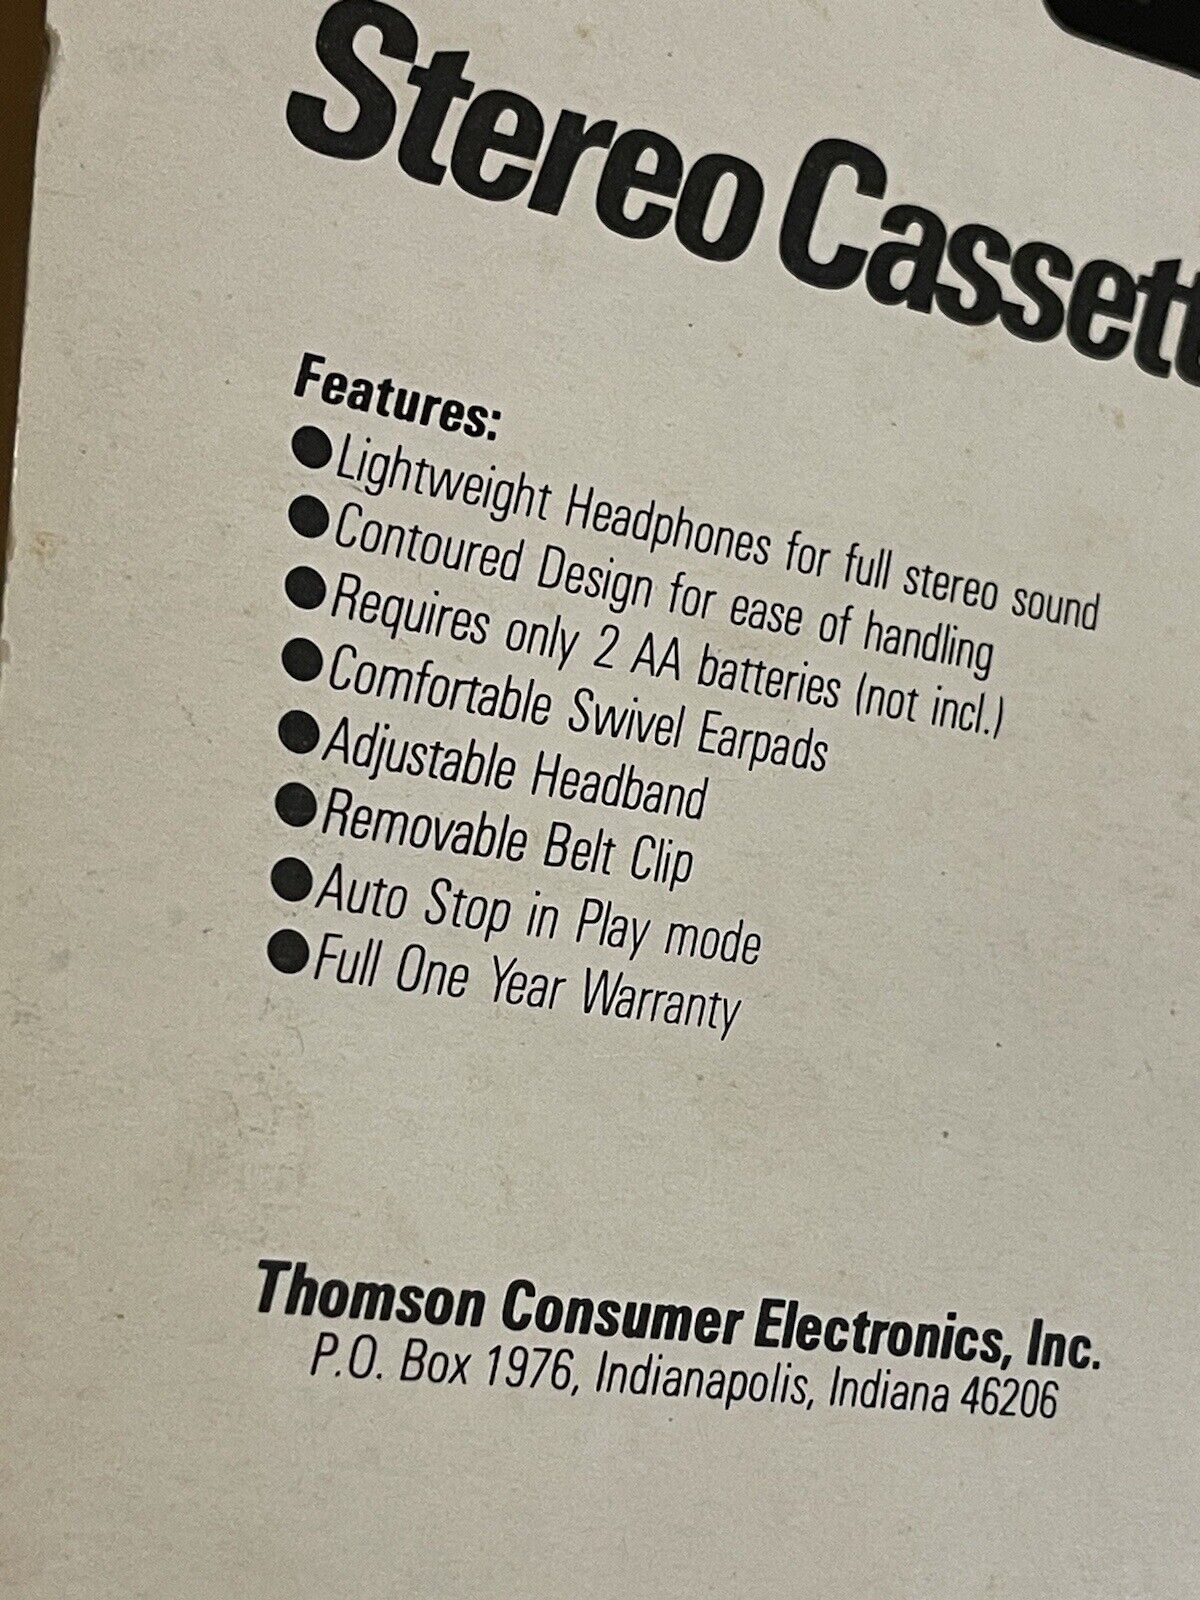 Stereo Cassett
Features:
●Lightweight Headphones for full stereo sound
●Contoured Design for ease of handling
●Requires only 2 AA batteries (not incl.)
●Comfortable Swivel Earpads
●Adjustable Headband
●Removable Belt Clip
●Auto Stop in Play mode
●Full One Year Warranty
Thomson Consumer Electronics, Inc.
P.O. Box 1976, Indianapolis, Indiana 46206